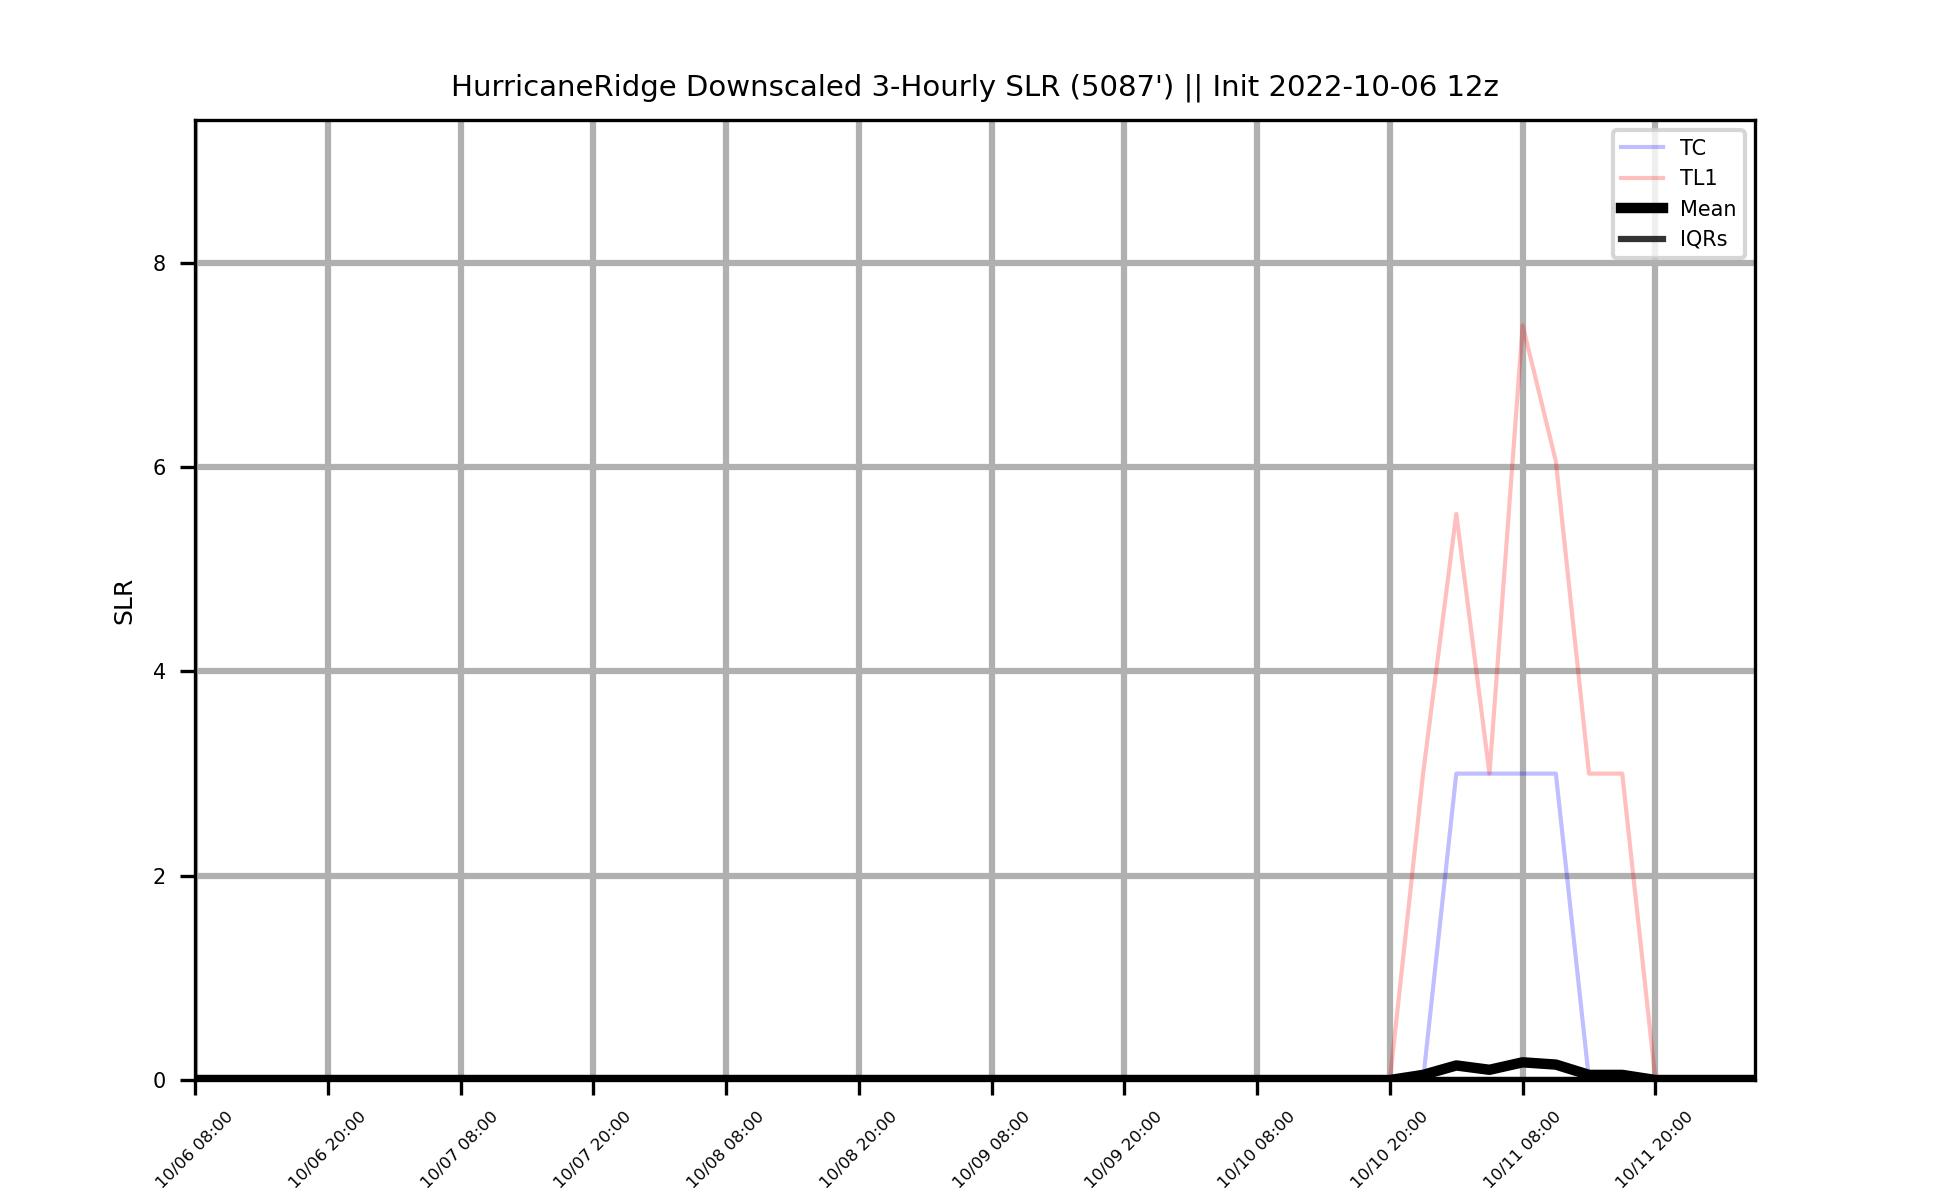 HurricaneRidge Downscaled 3-Hourly SLR (5087') || Init 2022-10-06 12z
TC
TL1
Mean
IQRs
8
6
4
2
0
SLR
10/06 08:00
10/06 20:00
10/07 08:00
10/07 20:00
10/08 08:00
10/08 20:00
10/09 08:00
10/09 20:00
10/10 08:00
10/10 20:00
10/11 08:00
10/11 20:00